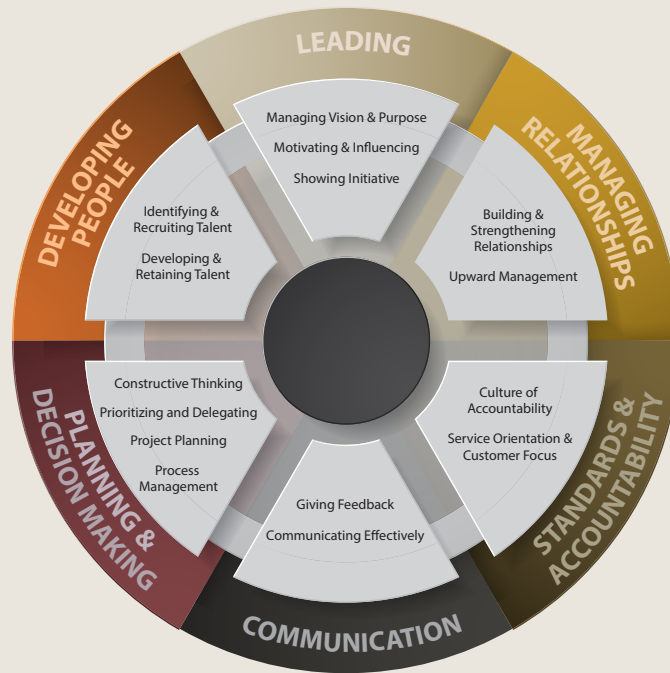 LEADING
Managing Vision & Purpose
Motivating & Influencing
Showing Initiative
MANAGING
RELATIONSHIPS
Building &
Strengthening
Relationships
Upward Management
STANDARDS &
ACCOUNTABILITY
Culture of
Accountability
Service Orientation &
Customer Focus
COMMUNICATION
Giving Feedback
Communicating Effectively
PLANNING &
DECISION MAKING
Constructive Thinking
Prioritizing and Delegating
Project Planning
Process
Management
DEVELOPING
PEOPLE
Identifying &
Recruiting Talent
Developing &
Retaining Talent